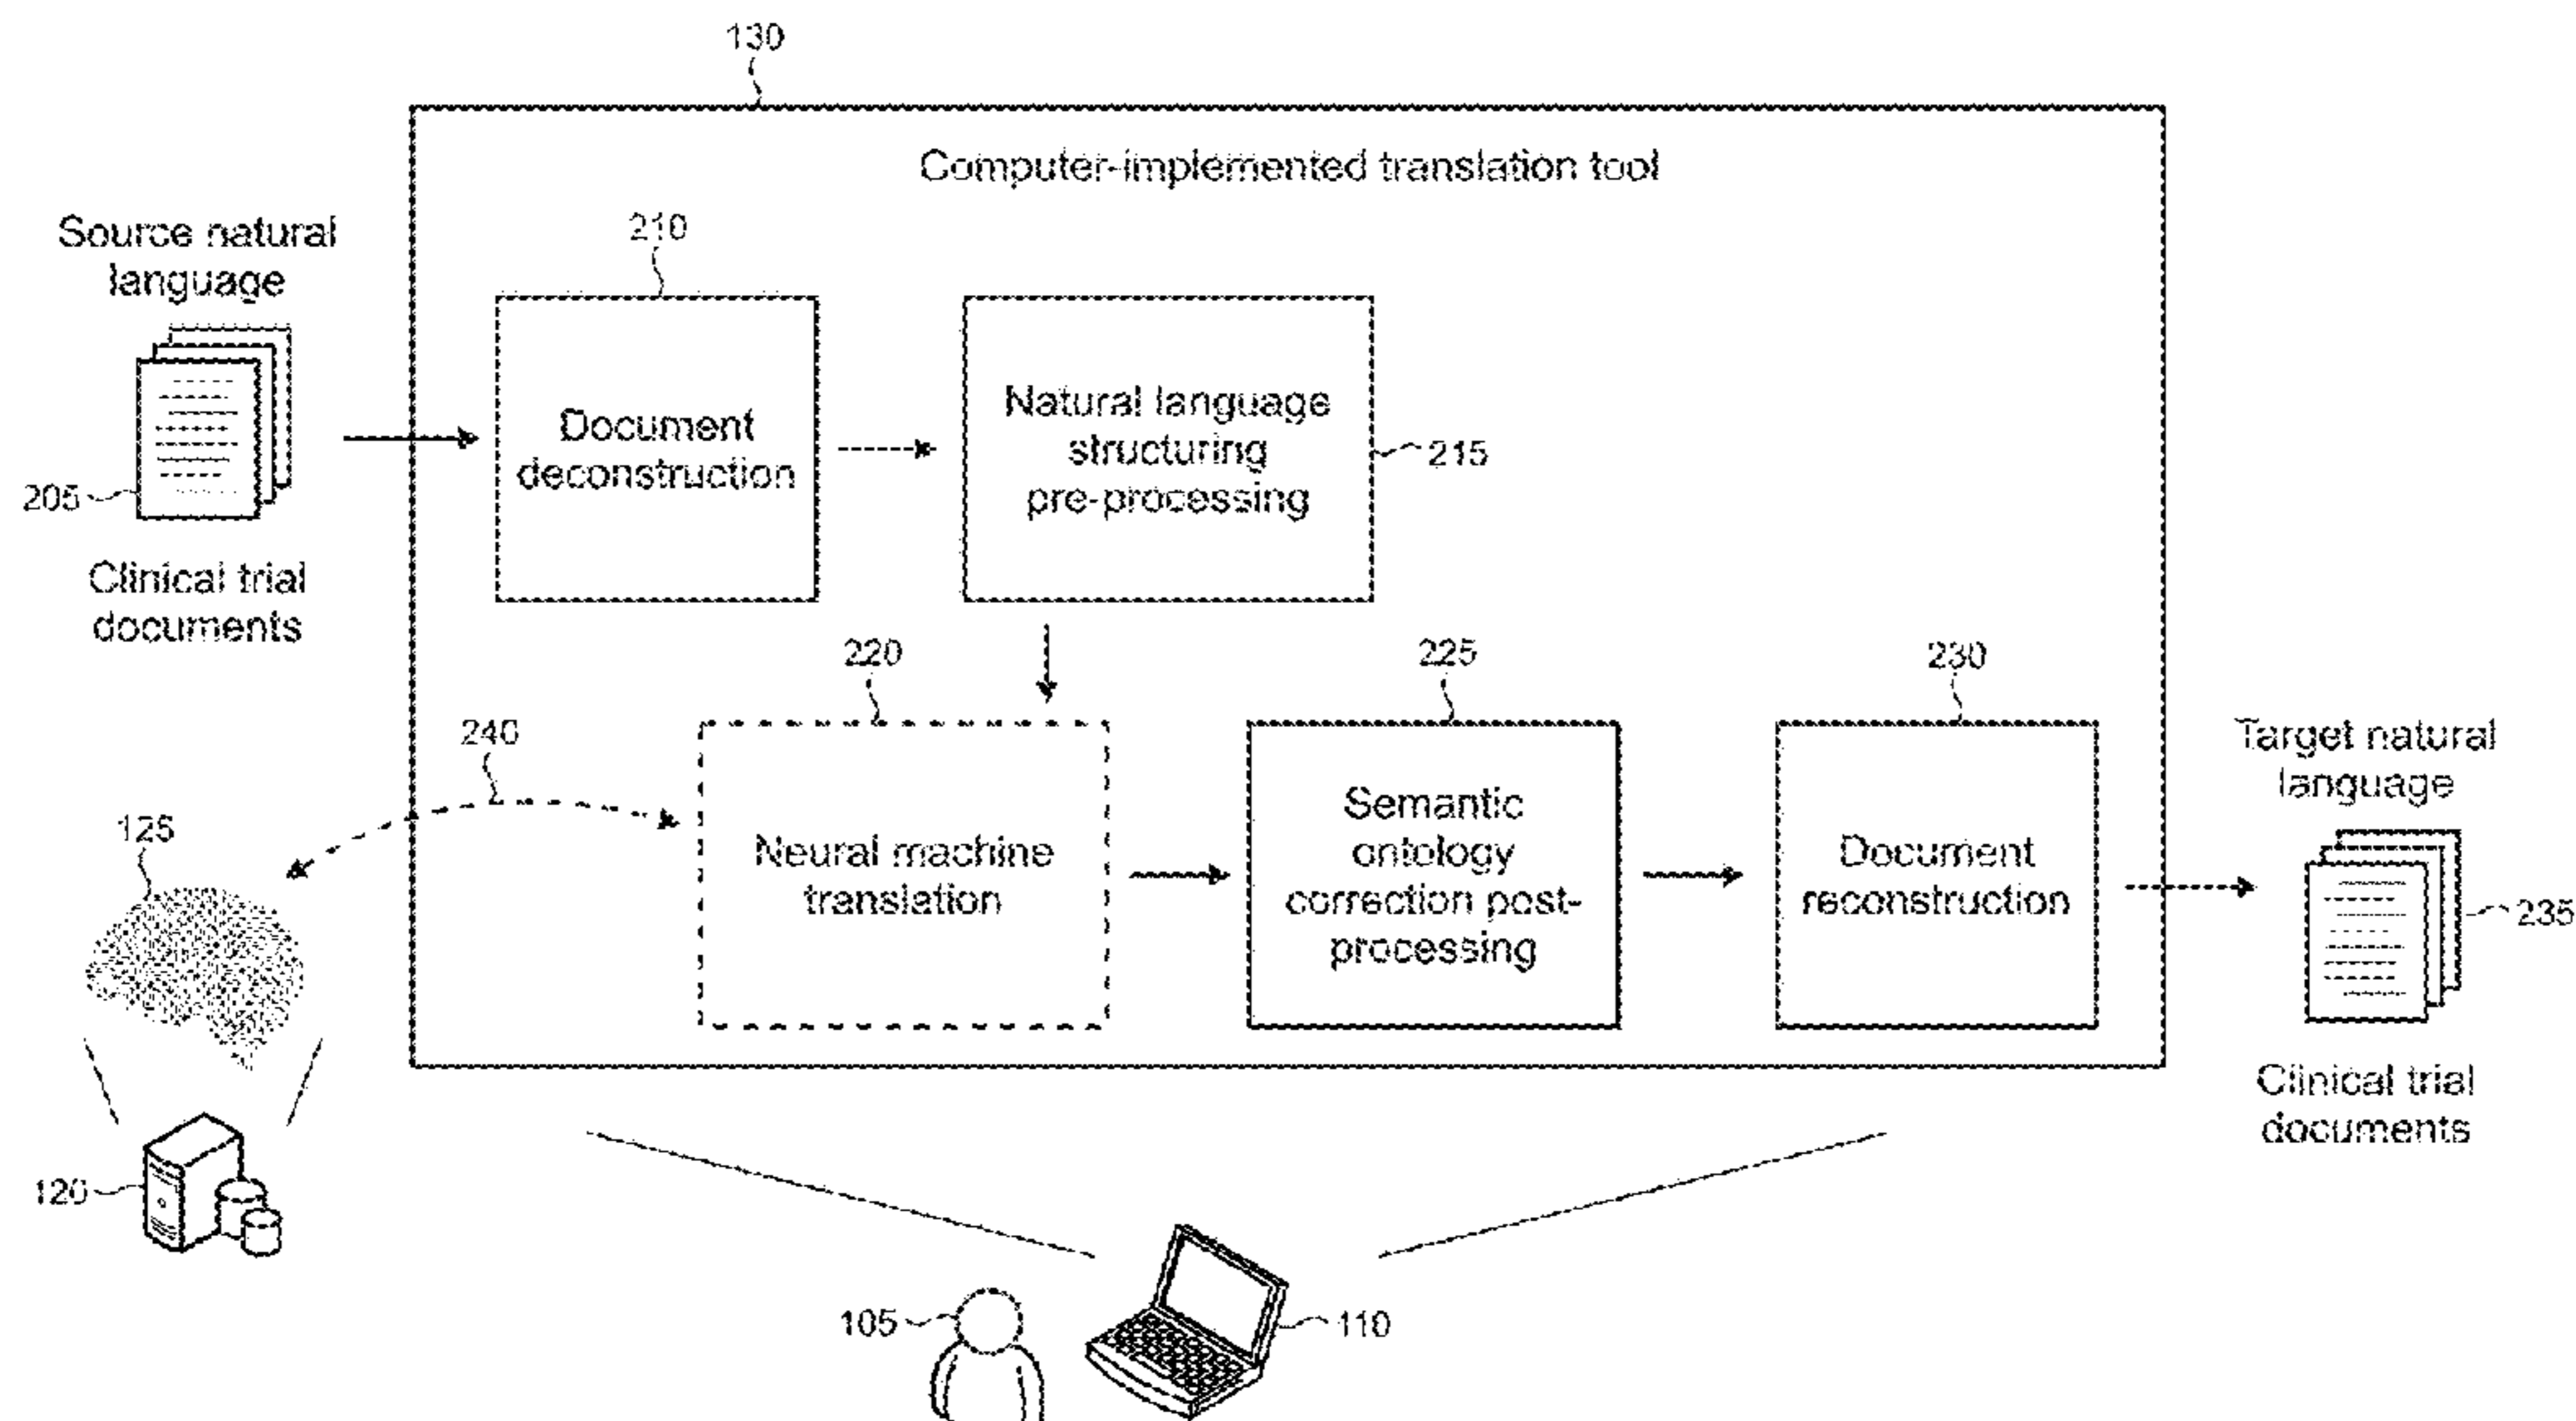 130
Computer-implemented translation tool
Source natural
language
205
Clinical trial
documents
210
Document
deconstruction
Natural language
structuring
pre-processing
215
220
Neural machine
translation
225
Semantic
ontology
correction post-
processing
230
Document
reconstruction
240
125
120
Target natural
language
235
Clinical trial
documents
105
110